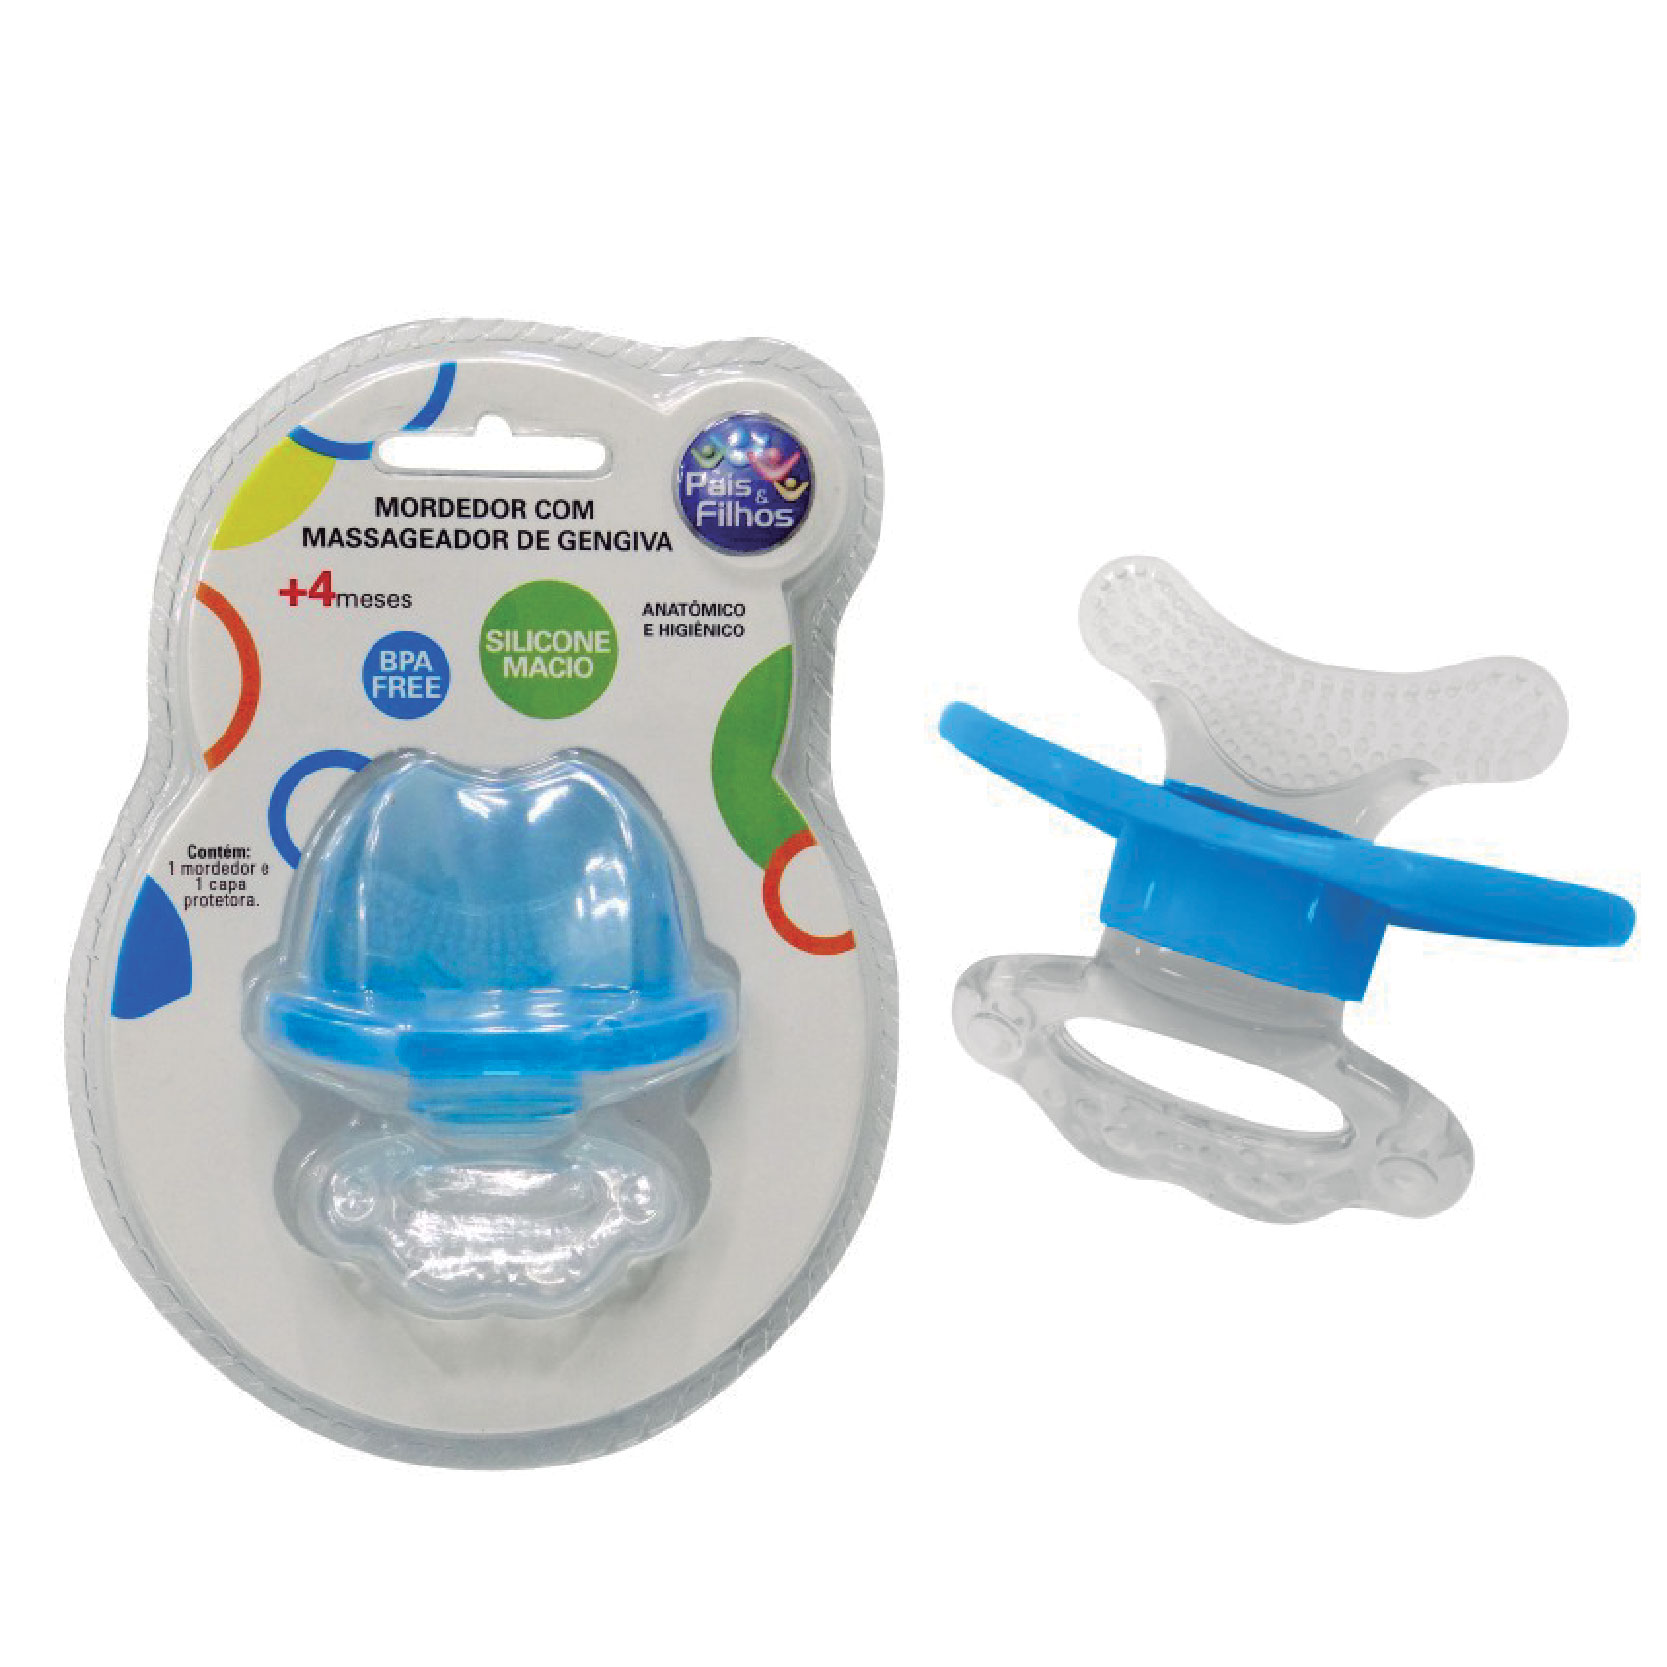 Pais
&
Filhos
MORDEDOR COM
MASSAGEADOR DE GENGIVA
+4meses
BPA
FREE
SILICONE
MACIO
ANATÔMICO
E HIGIÊNICO
Contém:
1 mordedor e
1 capa
protetora.